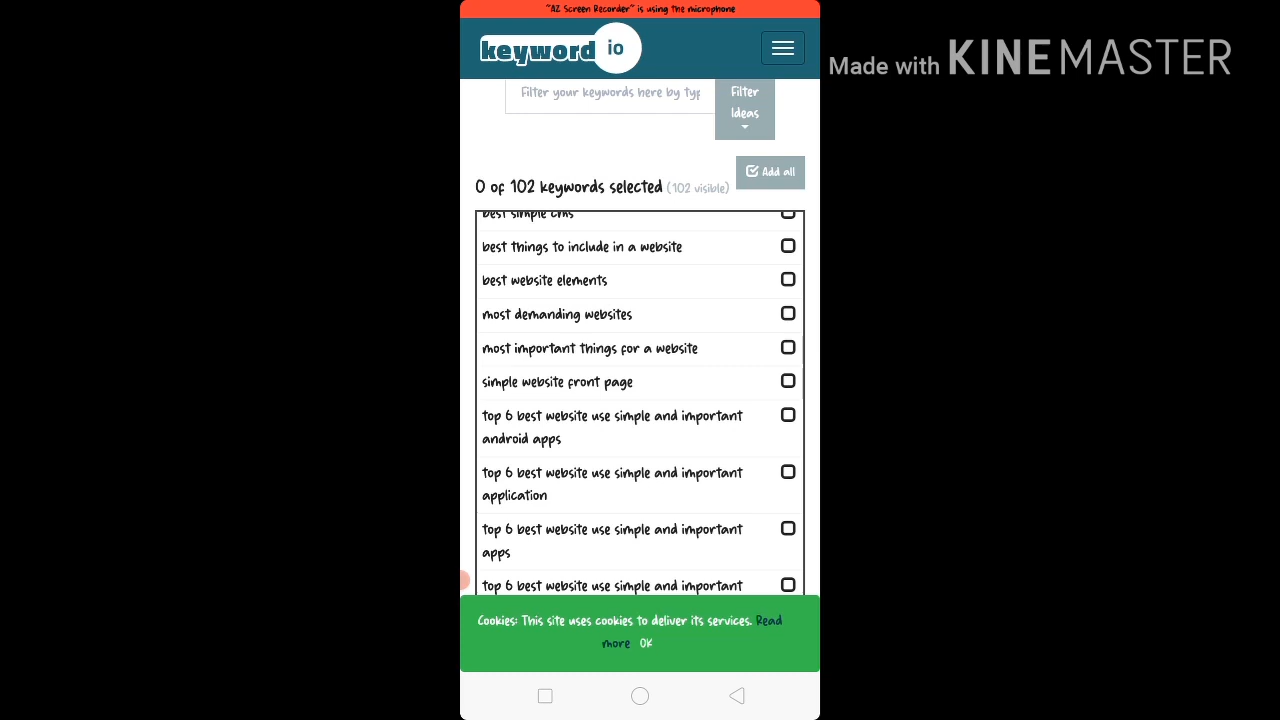 "AZ Screen Recorder" is using the microphone
keyword io
Made with KINEMASTER
Filter your keywords here by typ
Filter
Ideas
Add all
0 of 102 keywords selected (102 visible)
best simple cms
best things to include in a website
best website elements
most demanding websites
most important things for a website
simple website front page
top 6 best website use simple and important
android apps
top 6 best website use simple and important
application
top 6 best website use simple and important
apps
top 6 best website use simple and important
Cookies: This site uses cookies to deliver its services. Read
more OK